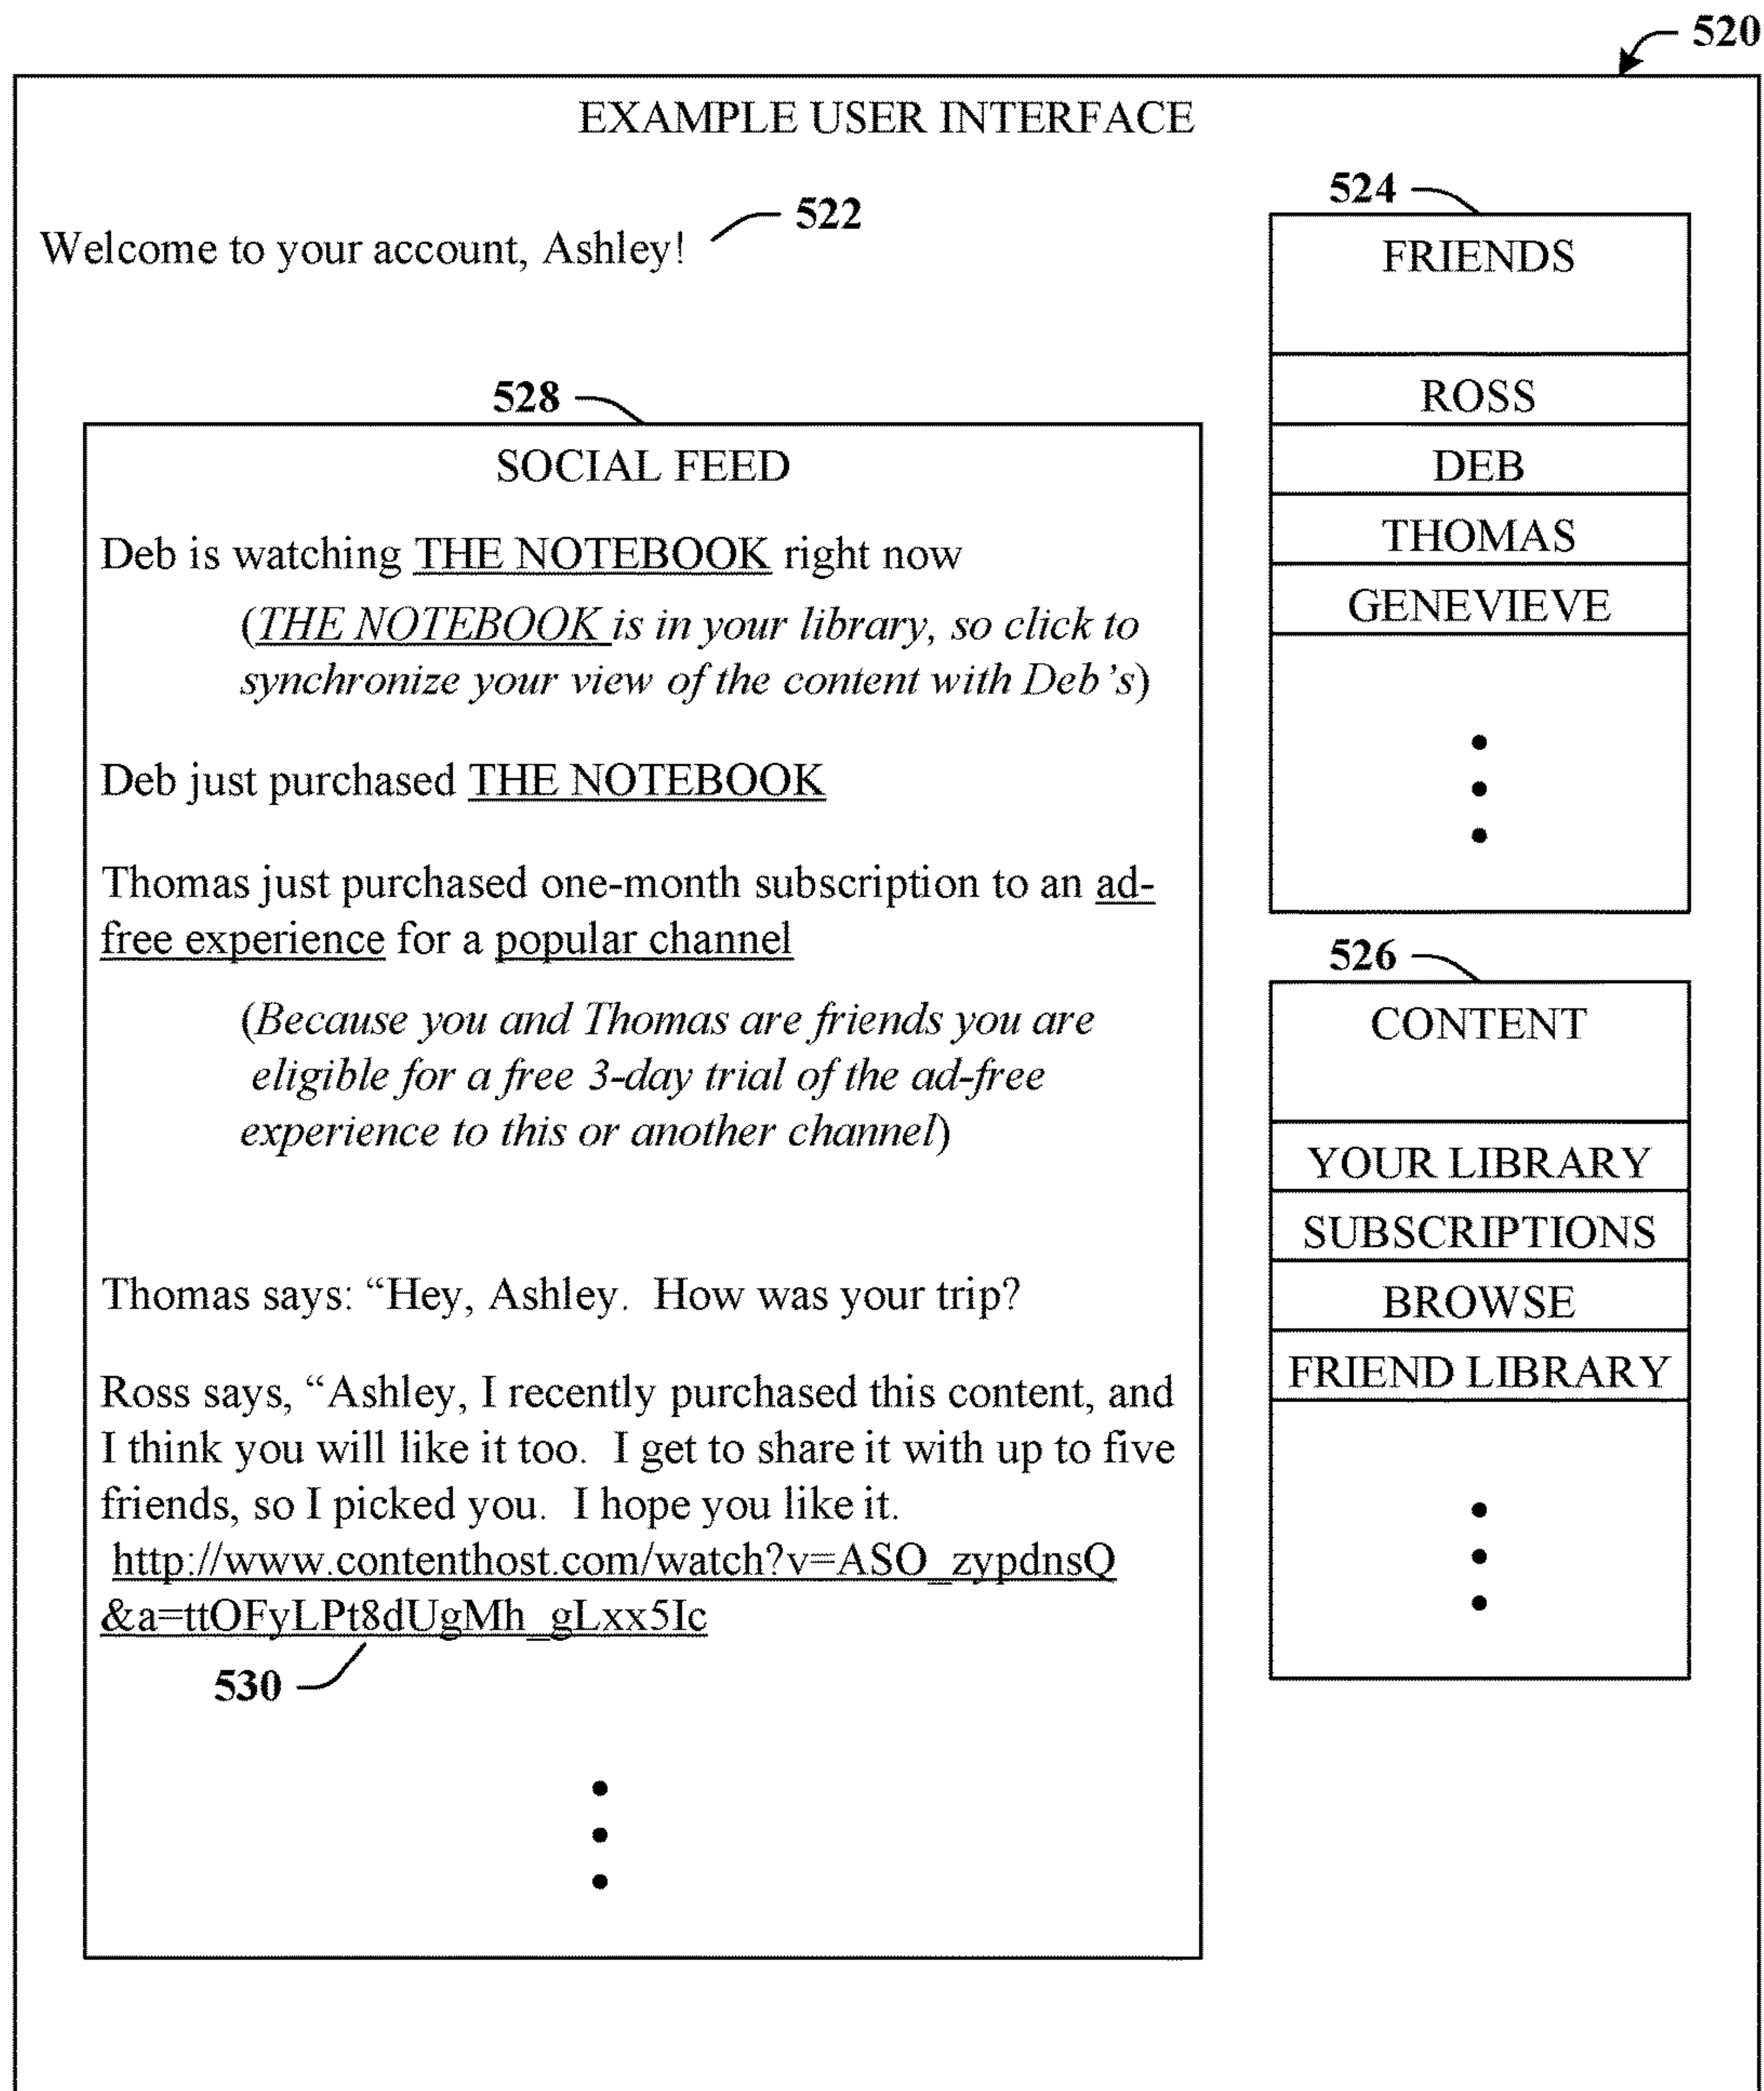 520
EXAMPLE USER INTERFACE
522
Welcome to your account, Ashley!
528
SOCIAL FEED
Deb is watching THE NOTEBOOK right now
(THE NOTEBOOK is in your library, so click to
synchronize your view of the content with Deb's)
Deb just purchased THE NOTEBOOK
Thomas just purchased one-month subscription to an ad-
free experience for a popular channel
(Because you and Thomas are friends you are
eligible for a free 3-day trial of the ad-free
experience to this or another channel)
Thomas says: “Hey, Ashley.  How was your trip?
Ross says, “Ashley, I recently purchased this content, and
I think you will like it too.  I get to share it with up to five
friends, so I picked you.  I hope you like it.
http://www.contenthost.com/watch?v=ASO_zypdnsQ
&a=ttOFyLPt8dUgMh_gLxx5Ic
530
524
FRIENDS
ROSS
DEB
THOMAS
GENEVIEVE
526
CONTENT
YOUR LIBRARY
SUBSCRIPTIONS
BROWSE
FRIEND LIBRARY